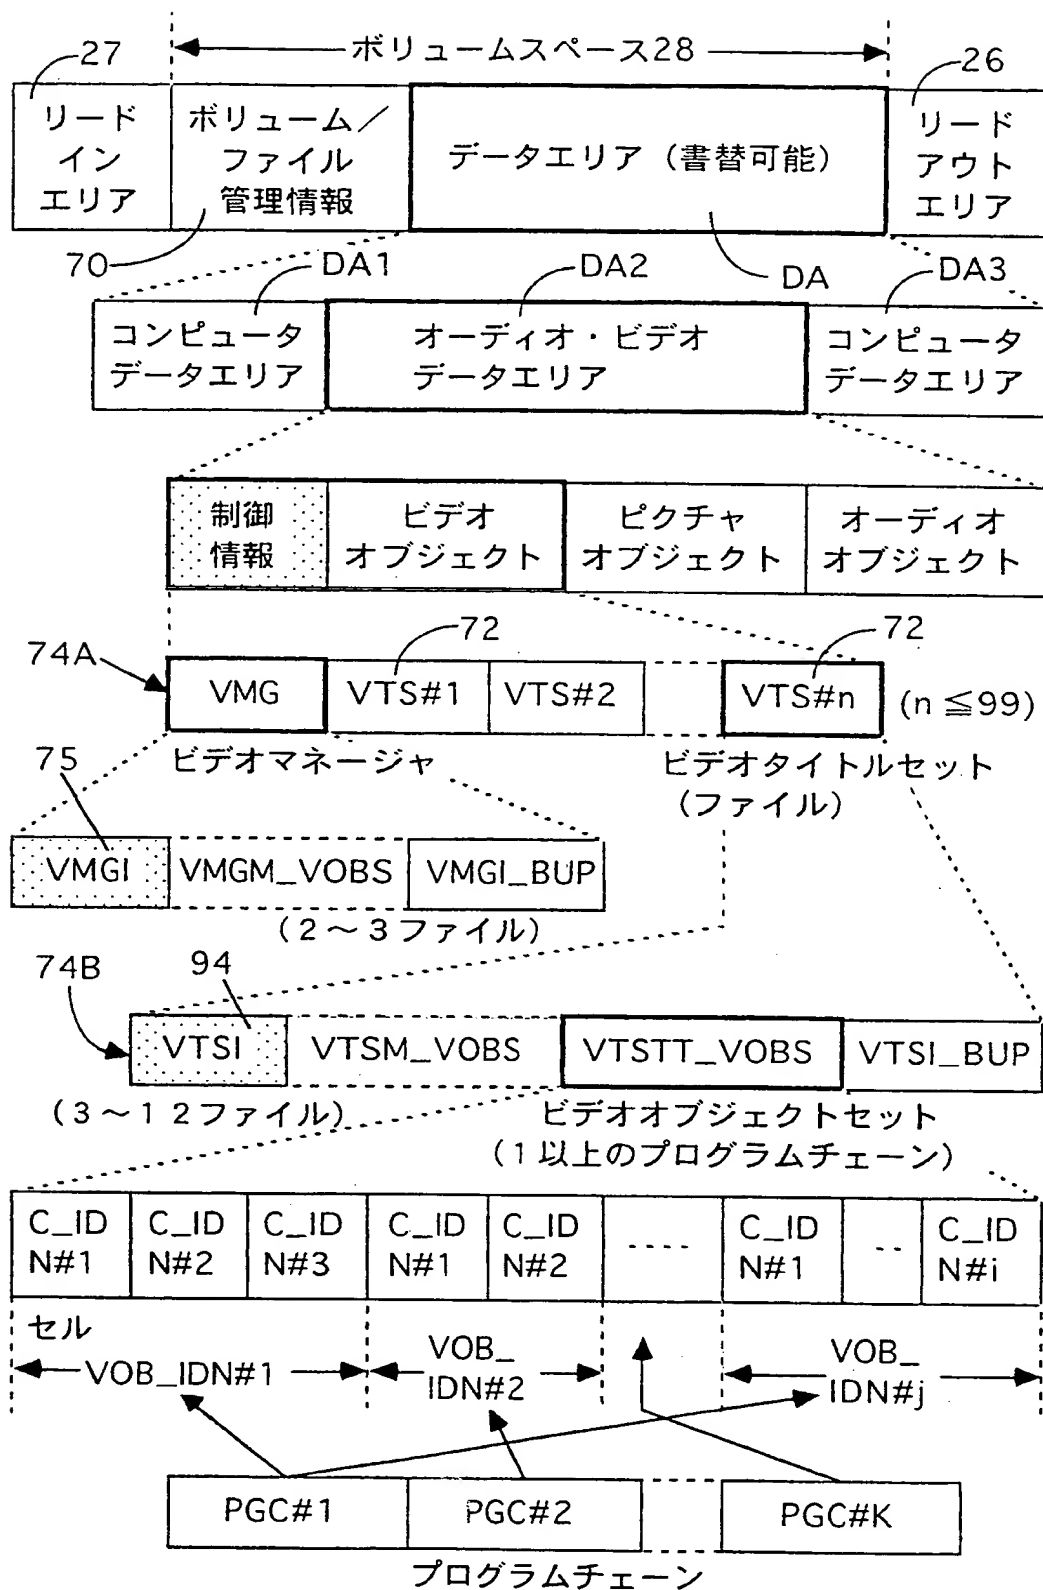 ボリュームスペース28
27
26
リード
イン
エリア
ボリューム／
ファイル
管理情報
データエリア（書替可能）
リード
アウト
エリア
70
DA1
DA2
DA
DA3
コンピュータ
データエリア
オーディオ・ビデオ
データエリア
コンピュータ
データエリア
制御
情報
ビデオ
オブジェクト
ピクチャ
オブジェクト
オーディオ
オブジェクト
74A
72
72
VMG
VTS#1
VTS#2
VTS#n
(n≦99)
75
ビデオマネージャ
ビデオタイトルセット
（ファイル）
VMGI
VMGM_VOBS
VMGI_BUP
（２～３ファイル）
74B
94
VTSI
VTSM_VOBS
VTSTT_VOBS
VTSI_BUP
（３～１２ファイル）
ビデオオブジェクトセット
（１以上のプログラムチェーン）
C_ID
N#1
C_ID
N#2
C_ID
N#3
C_ID
N#1
C_ID
N#2
C_ID
N#1
C_ID
N#i
セル
VOB_IDN#1
VOB_
IDN#2
VOB_
IDN#j
PGC#1
PGC#2
PGC#K
プログラムチェーン